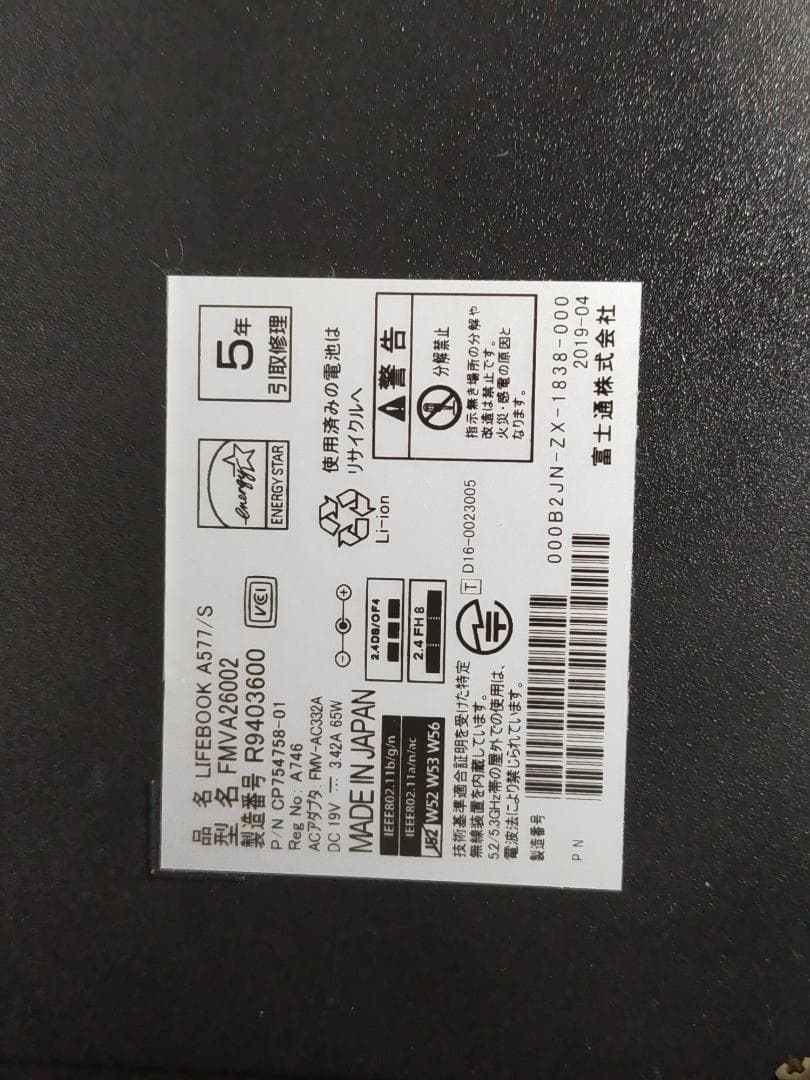 品 名 LIFEBOOK A577/S
型 名 FMVA26002
製造番号 R9403600
P/N CP754758-01
Reg No: A746
ACアダプタ: FMV-AC332A
DC 19V 3.42A 65W
MADE IN JAPAN
VCCI
energy
ENERGY STAR
5年
引取修理
Li-ion
使用済みの電池は
リサイクルへ
IEEE802.11b/g/n
IEEE802.11a/n/ac
J52 W52 W53 W56
2.4DS/OF4
2.4FH8
警告
分解禁止
指示無き場所の分解や
改造は禁止です。
火災・感電の原因と
なります。
技術基準適合証明を受けた特定
無線装置を内蔵しています。
5.2/5.3GHz帯の屋外での使用は、
電波法により禁じられています。
T D16-0023005
製造番号
000B2JN-ZX-1838-000
2019-04
PN
富士通株式会社